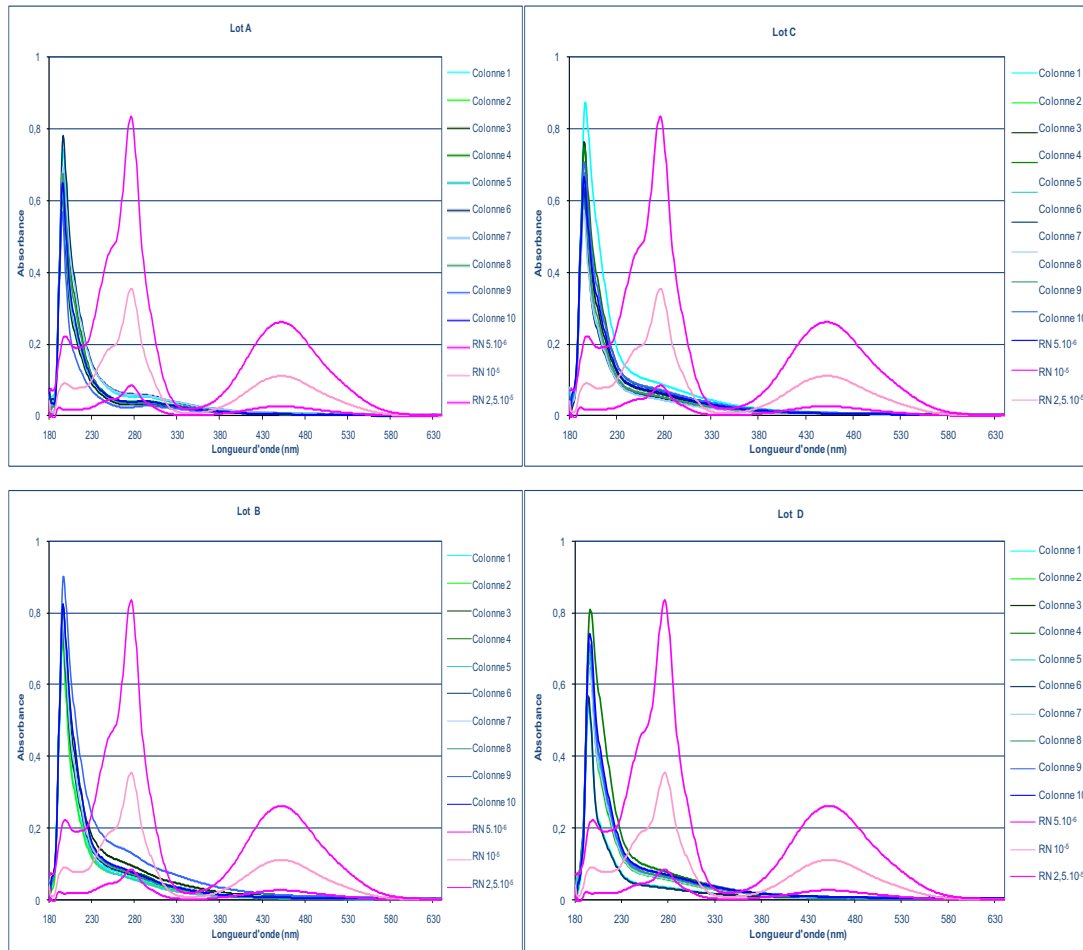 Lot A
Absorbance
1
0,8
0,6
0,4
0,2
0
180 230 280 330 380 430 480 530 580 630
Longueur d'onde (nm)
Colonne 1
Colonne 2
Colonne 3
Colonne 4
Colonne 5
Colonne 6
Colonne 7
Colonne 8
Colonne 9
Colonne 10
RN 5.10-6
RN 10-5
RN 2,5.10-5
Lot C
Absorbance
1
0,8
0,6
0,4
0,2
0
180 230 280 330 380 430 480 530 580 630
Longueur d'onde (nm)
Colonne 1
Colonne 2
Colonne 3
Colonne 4
Colonne 5
Colonne 6
Colonne 7
Colonne 8
Colonne 9
Colonne 10
RN 5.10-6
RN 10-5
RN 2,5.10-5
Lot B
Absorbance
1
0,8
0,6
0,4
0,2
0
180 230 280 330 380 430 480 530 580 630
Longueur d'onde (nm)
Colonne 1
Colonne 2
Colonne 3
Colonne 4
Colonne 5
Colonne 6
Colonne 7
Colonne 8
Colonne 9
Colonne 10
RN 5.10-6
RN 10-5
RN 2,5.10-5
Lot D
Absorbance
1
0,8
0,6
0,4
0,2
0
180 230 280 330 380 430 480 530 580 630
Longueur d'onde (nm)
Colonne 1
Colonne 2
Colonne 3
Colonne 4
Colonne 5
Colonne 6
Colonne 7
Colonne 8
Colonne 9
Colonne 10
RN 5.10-6
RN 10-5
RN 2,5.10-5